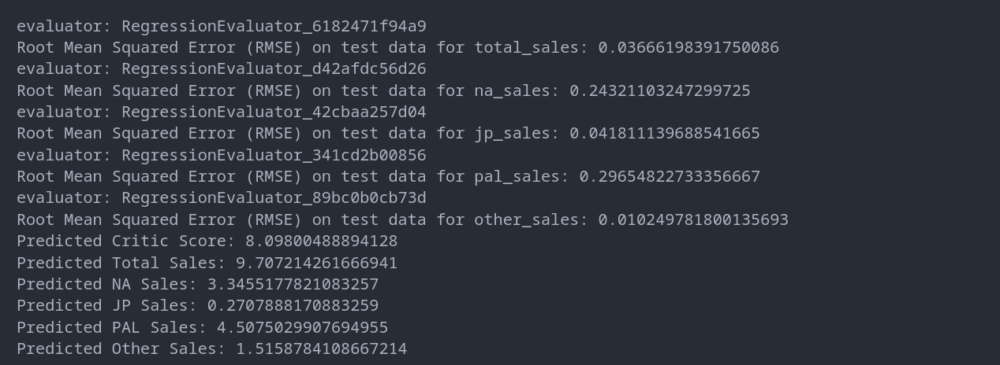 evaluator: RegressionEvaluator_6182471f94a9
Root Mean Squared Error (RMSE) on test data for total_sales: 0.03666198391750086
evaluator: RegressionEvaluator_d42afdc56d26
Root Mean Squared Error (RMSE) on test data for na_sales: 0.24321103247299725
evaluator: RegressionEvaluator_42cbaa257d04
Root Mean Squared Error (RMSE) on test data for jp_sales: 0.041811139688541665
evaluator: RegressionEvaluator_341cd2b00856
Root Mean Squared Error (RMSE) on test data for pal_sales: 0.29654822733356667
evaluator: RegressionEvaluator_89bc0b0cb73d
Root Mean Squared Error (RMSE) on test data for other_sales: 0.010249781800135693
Predicted Critic Score: 8.09800488894128
Predicted Total Sales: 9.707214261666941
Predicted NA Sales: 3.3455177821083257
Predicted JP Sales: 0.2707888170883259
Predicted PAL Sales: 4.5075029907694955
Predicted Other Sales: 1.5158784108667214